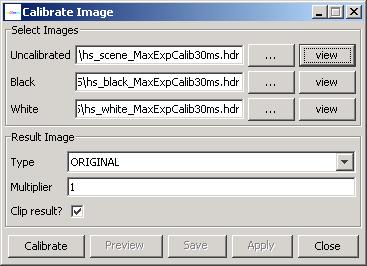 Calibrate Image
Select Images
Uncalibrated \hs_scene_MaxExpCalib30ms.hdr ... view
Black 5\hs_black_MaxExpCalib30ms.hdr ... view
White 5\hs_white_MaxExpCalib30ms.hdr ... view
Result Image
Type ORIGINAL
Multiplier 1
Clip result?
Calibrate Preview Save Apply Close